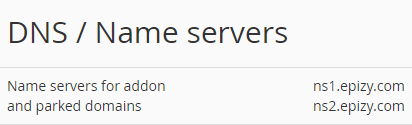 DNS / Name servers
Name servers for addon ns1.epizy.com
and parked domains ns2.epizy.com